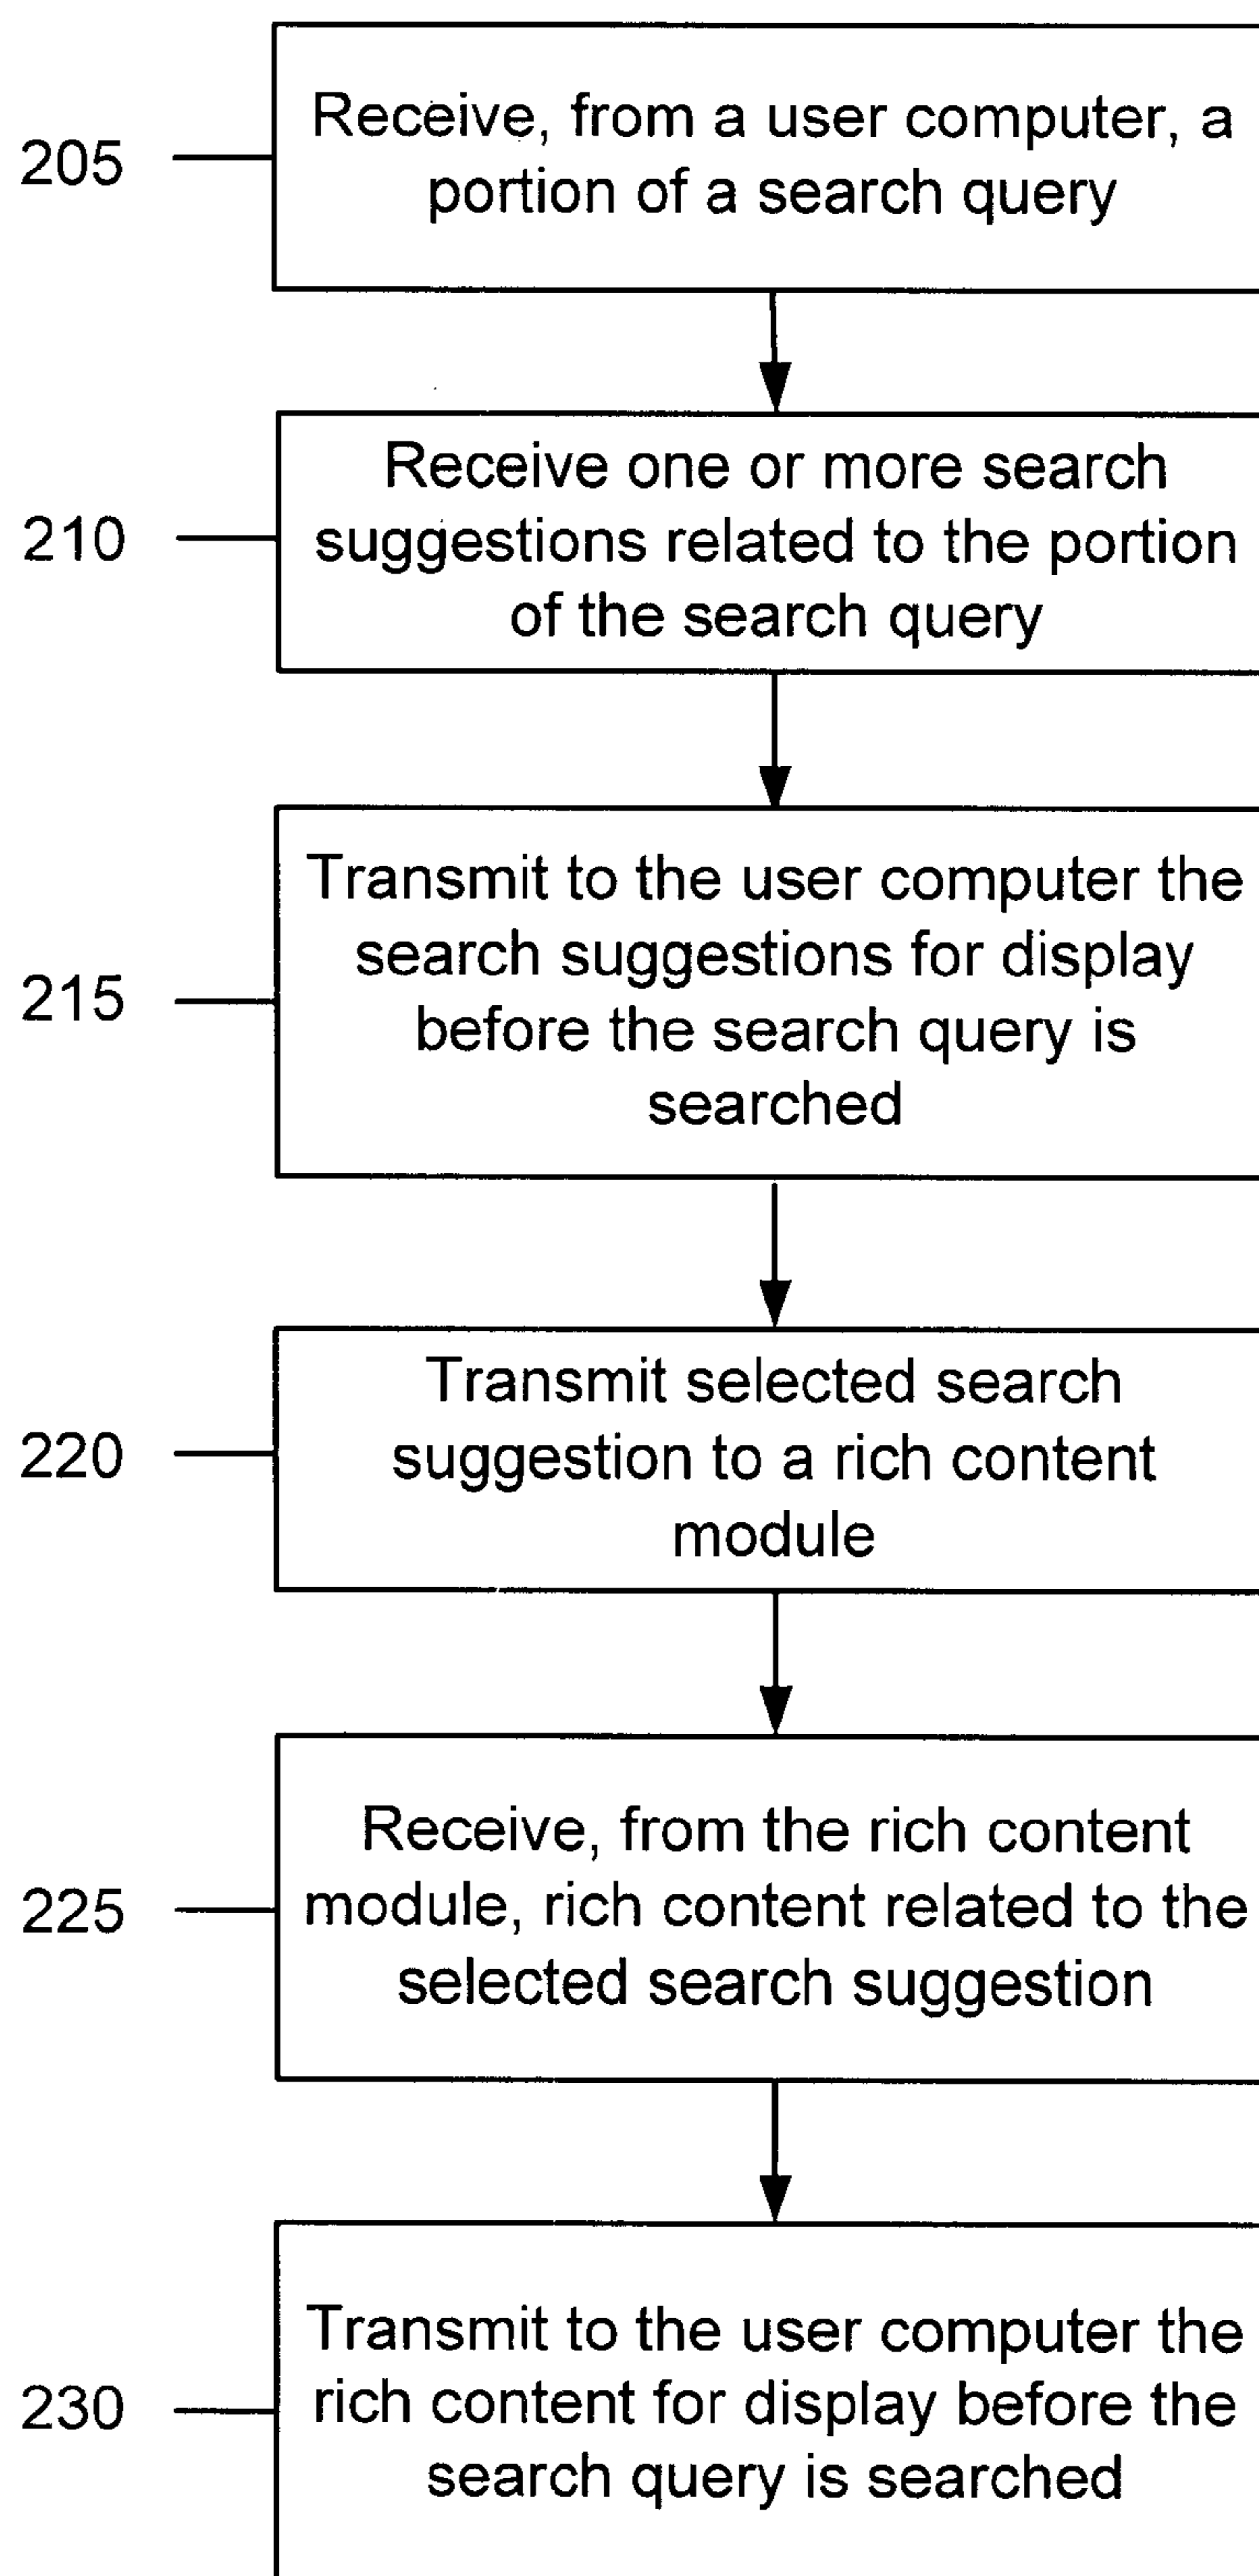 205
Receive, from a user computer, a
portion of a search query
210
Receive one or more search
suggestions related to the portion
of the search query
215
Transmit to the user computer the
search suggestions for display
before the search query is
searched
220
Transmit selected search
suggestion to a rich content
module
225
Receive, from the rich content
module, rich content related to the
selected search suggestion
230
Transmit to the user computer the
rich content for display before the
search query is searched